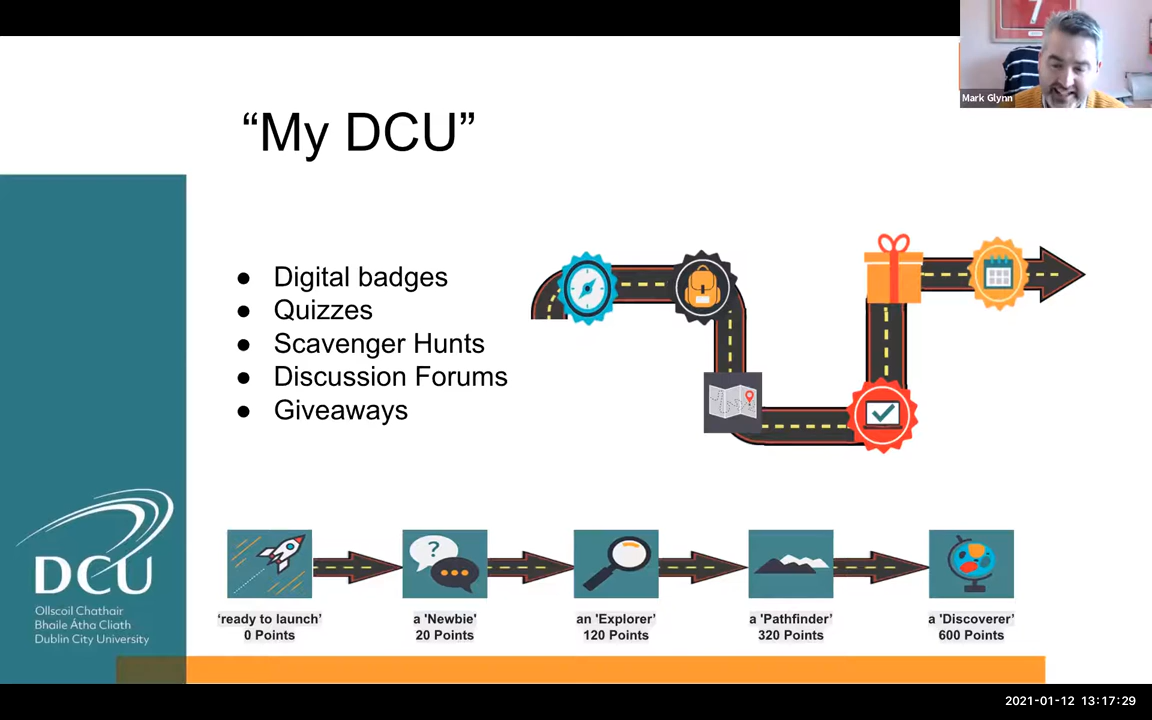 7
Mark Glynn
“My DCU”
● Digital badges
● Quizzes
● Scavenger Hunts
● Discussion Forums
● Giveaways
?
‘ready to launch’
0 Points
a 'Newbie'
20 Points
an 'Explorer’
120 Points
a 'Pathfinder’
320 Points
a 'Discoverer’
600 Points
DCU
Ollscoil Chathair
Bhaile Átha Cliath
Dublin City University
2021-01-12 13:17:29